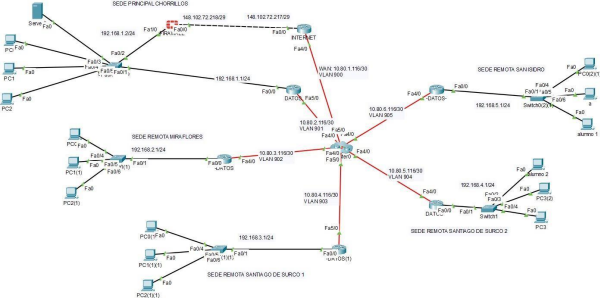 SEDE PRINCIPAL CHORRILLOS
148.102.72.218/29
148.102.72.217/29
Fa0
Fa1/0
Fa0/0
Fa0/0
INTERNET
Fa4/0
192.168.1.2/24
Fa0/2
Fa0
Fa0/3
Fa0/1
PC1
Fa0
PC2
Fa0
192.168.1.1/24
Fa0/0
DATOS
Fa5/0
WAN: 10.80.1.116/30
VLAN 900
10.80.2.116/30
VLAN 901
SEDE REMOTA SAN ISIDRO
10.80.6.116/30
VLAN 905
Fa4/0
-DATOS-
Fa0/0
192.168.5.1/24
Fa0/1
Fa0/5
Fa0/6
Switch0(2)(1)
PC0(2)(1)
Fa0
Fa0
Fa0
alumno 1
SEDE REMOTA MIRAFLORES
192.168.2.1/24
Fa0
PC1(1)
Fa0
PC2(1)
Fa0
Fa0/4
Fa0/6
Fa0/1
Fa0/0
-DATOS
Fa4/0
10.80.3.116/30
VLAN 902
Fa5/0
Fa4/0
Fa5/0
Fa4/0
10.80.5.116/30
VLAN 904
Fa4/0
Fa0/0
Fa0/1
192.168.4.1/24
Fa0/3
Fa0/4
Switch1
Fa0
alumno 2
Fa0
PC3(2)
Fa0
PC3
SEDE REMOTA SANTIAGO DE SURCO 2
10.80.4.116/30
VLAN 903
Fa5/0
Fa0/0
-DATOS(1)
192.168.3.1/24
Fa0/1
Fa0/4
Fa0
PC1(1)(1)
Fa0
PC2(1)(1)
Fa0
SEDE REMOTA SANTIAGO DE SURCO 1